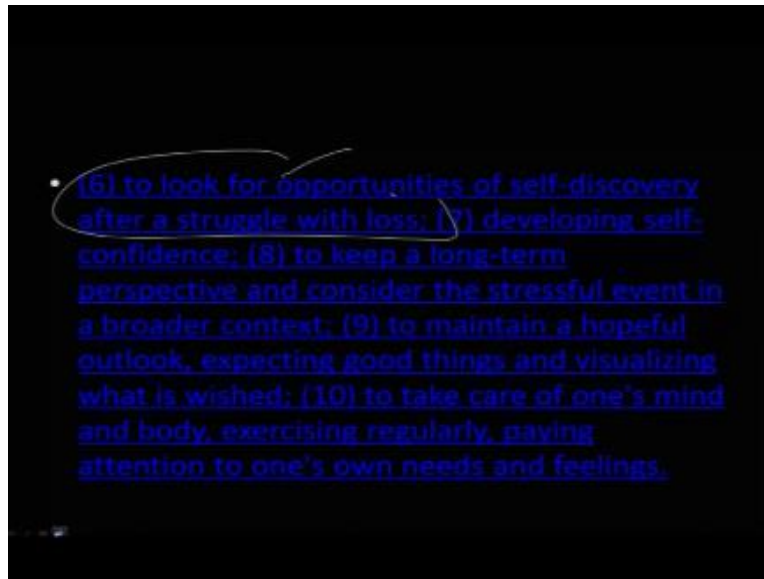 • (6) to look for opportunities of self-discovery
after a struggle with loss; (7) developing self-
confidence; (8) to keep a long-term
perspective and consider the stressful event in
a broader context; (9) to maintain a hopeful
outlook, expecting good things and visualizing
what is wished; (10) to take care of one's mind
and body, exercising regularly, paying
attention to one's own needs and feelings.